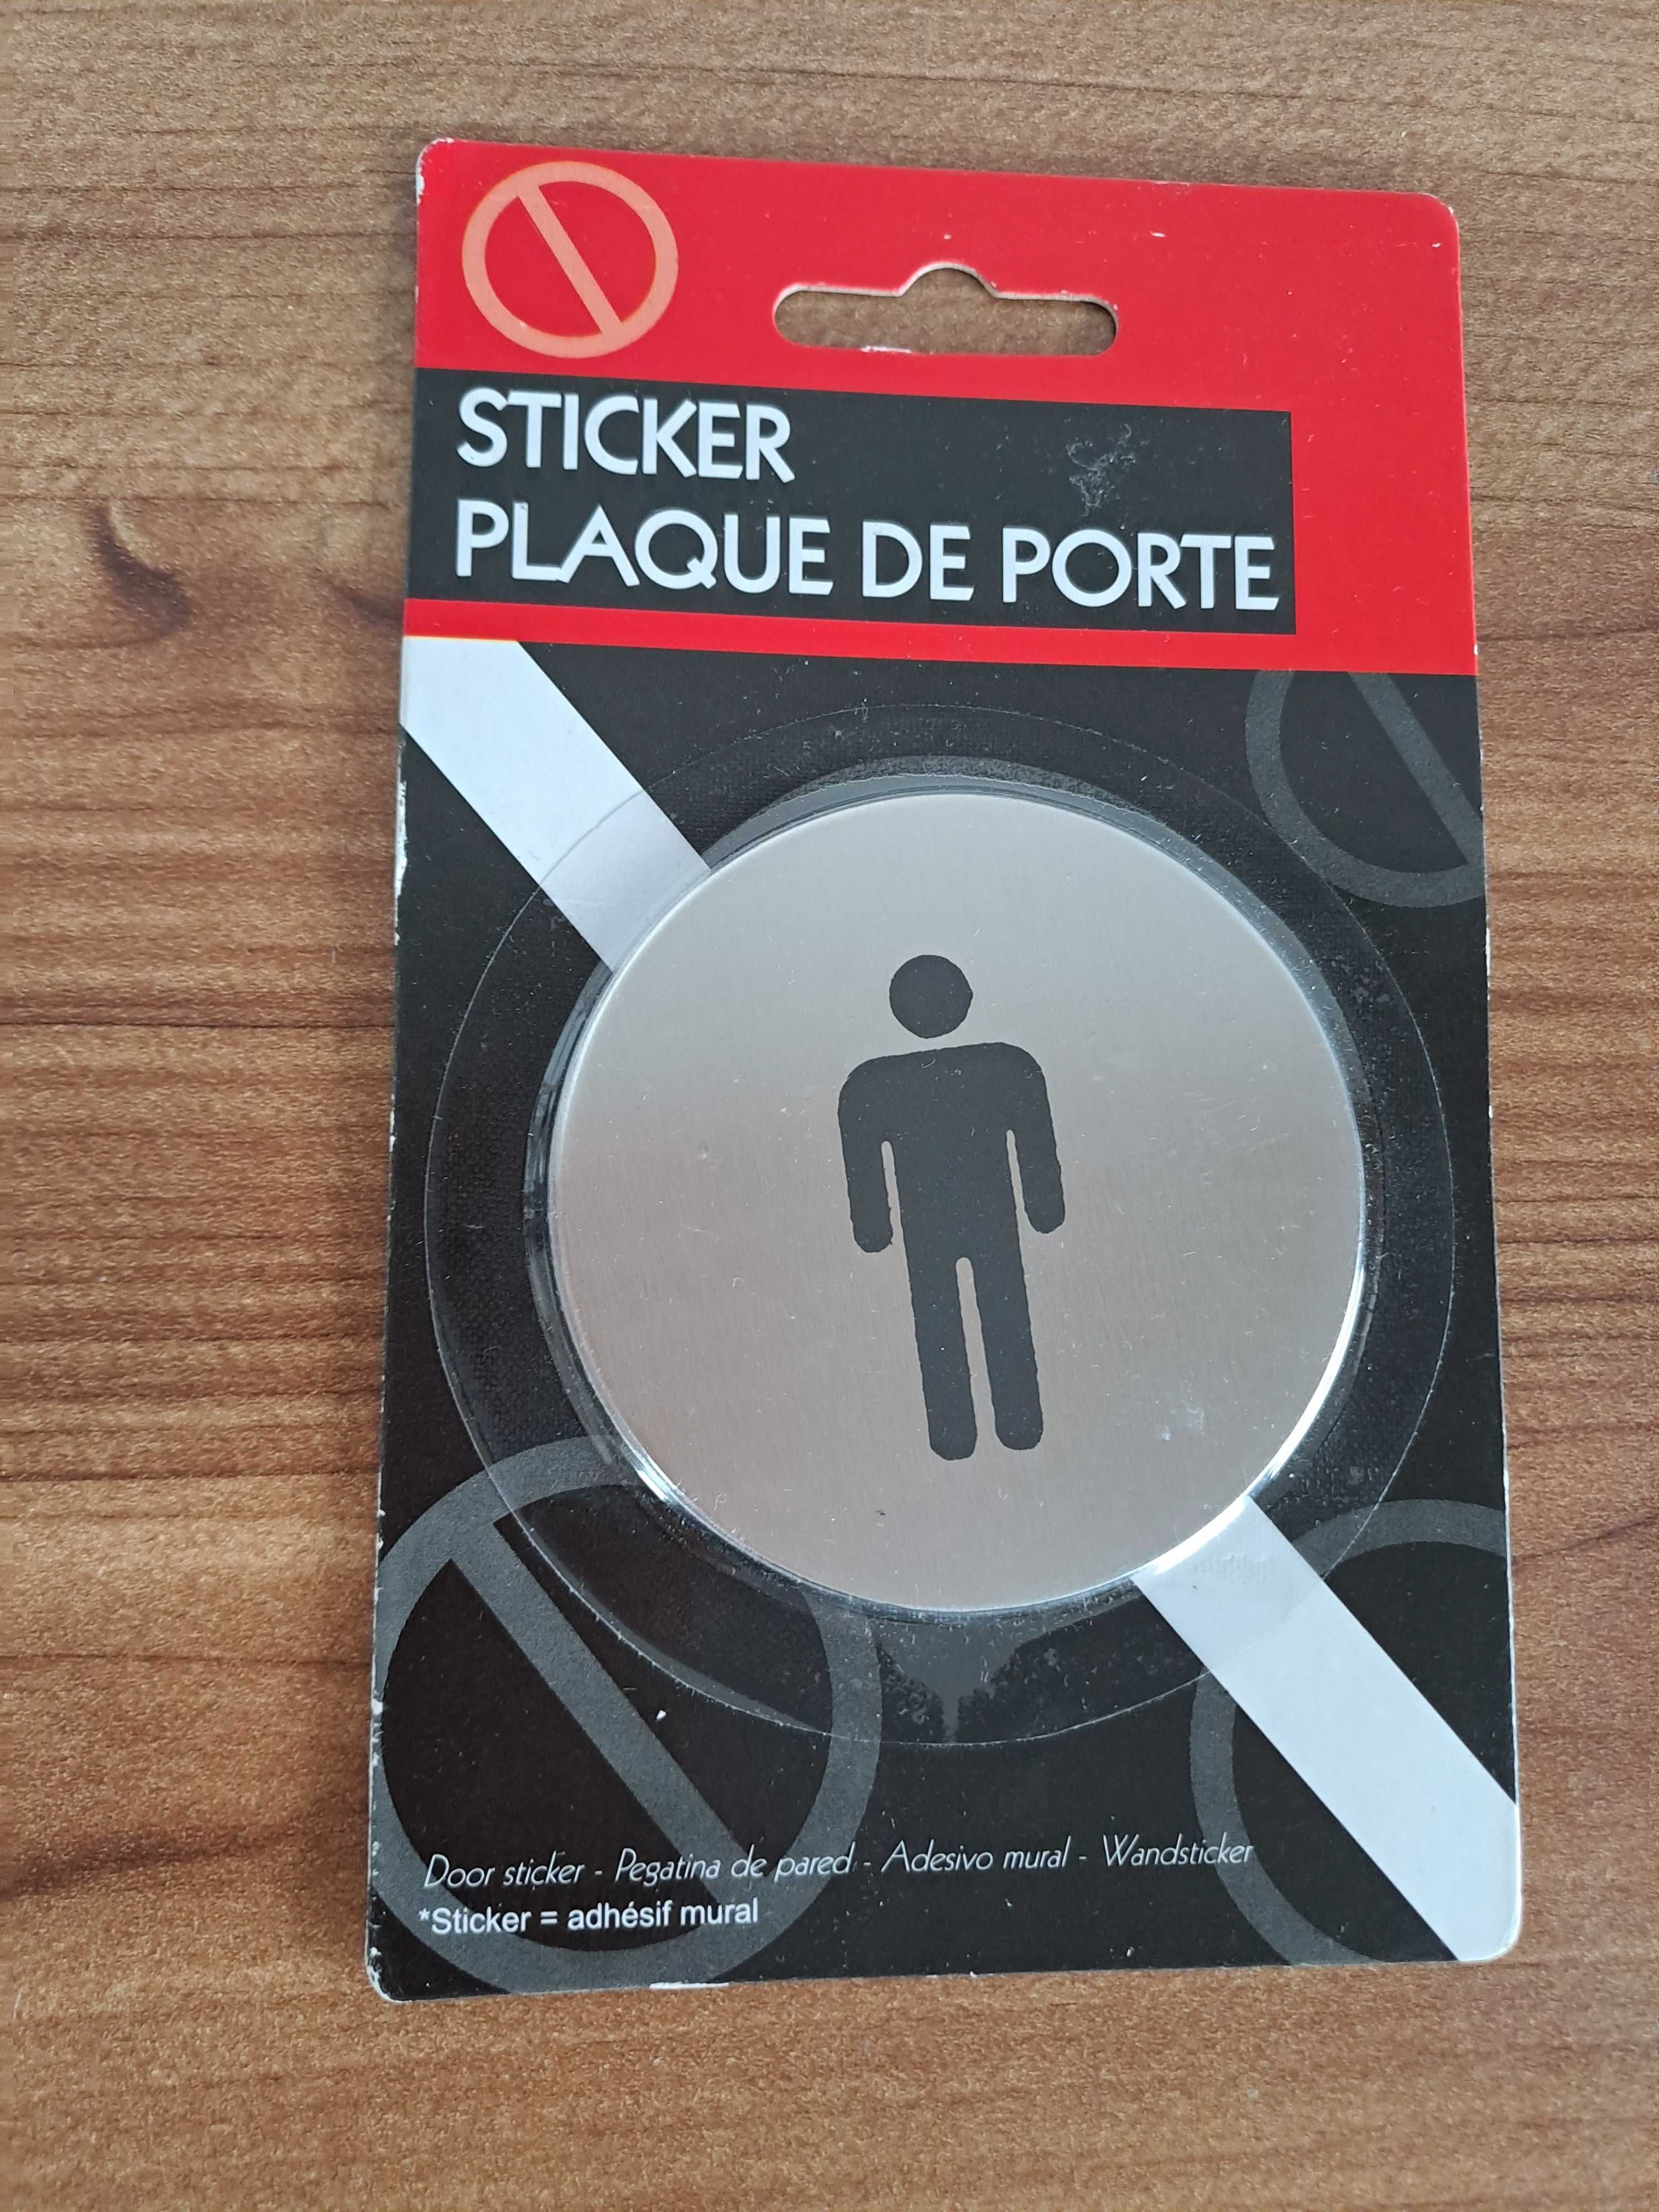 STICKER
PLAQUE DE PORTE
Door sticker - Pegatina de pared - Adesivo mural - Wandsticker
*Sticker = adhésif mural